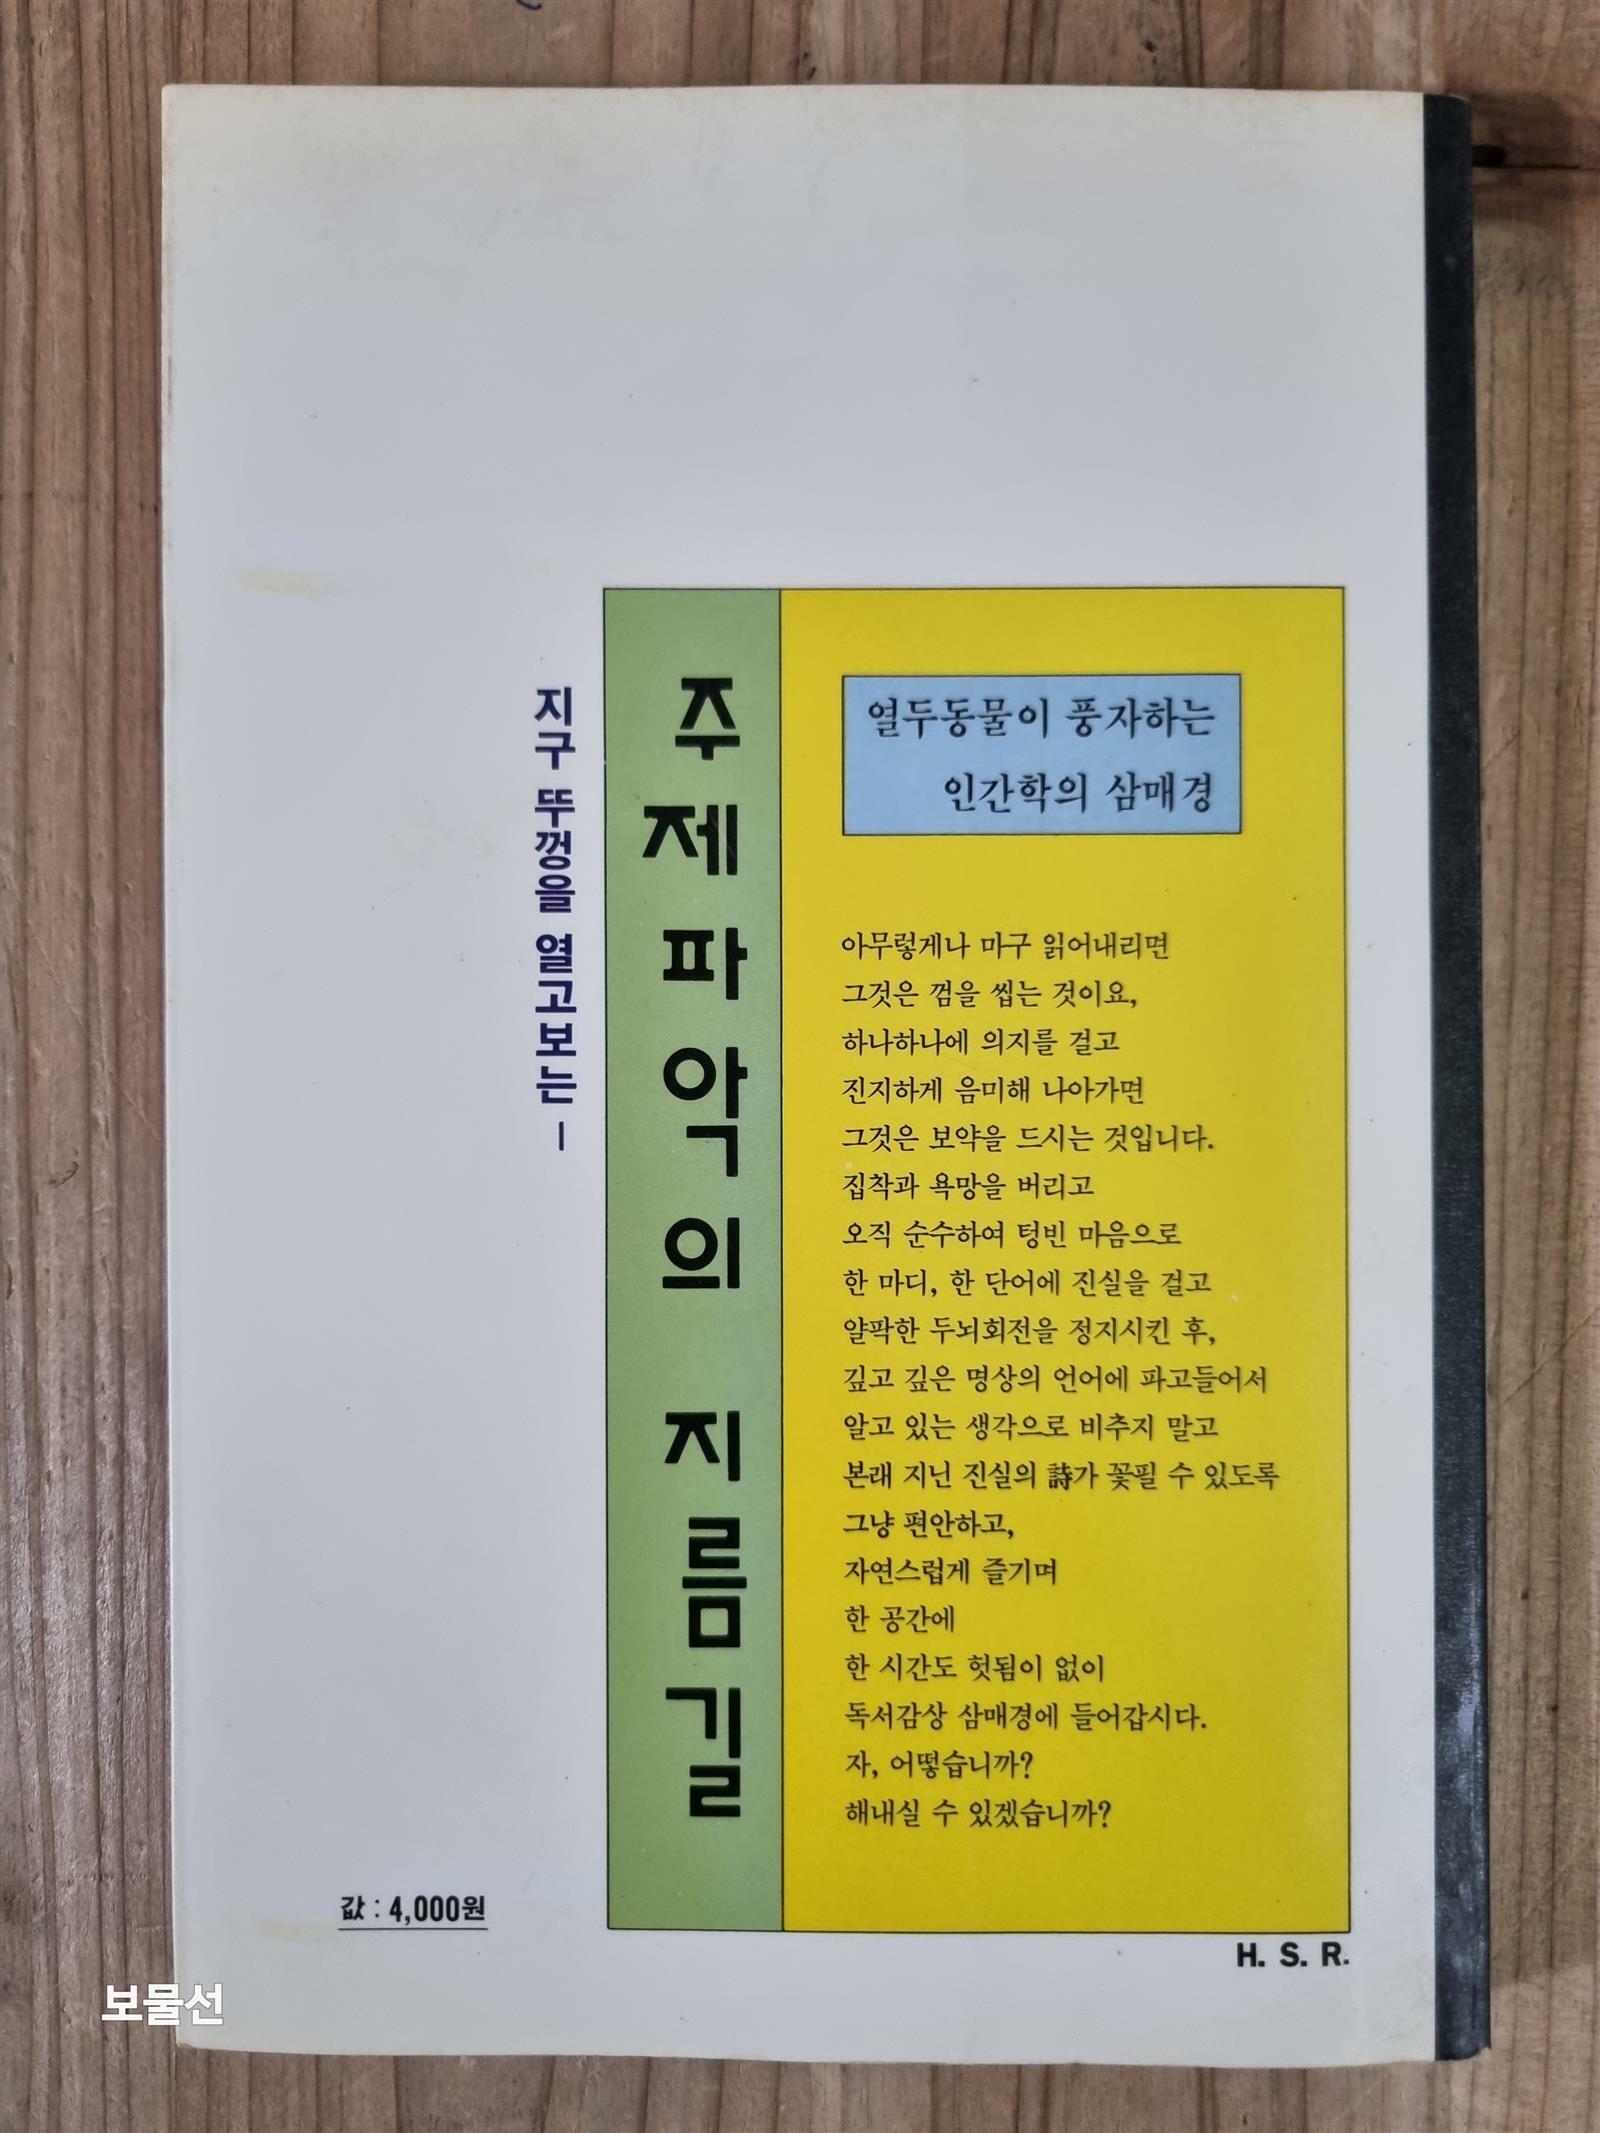 지구 뚜껑을 열고보는 —
주제파악의 지름길
열두동물이 풍자하는
인간학의 삼매경
아무렇게나 마구 읽어내리면
그것은 껌을 씹는 것이요,
하나하나에 의지를 걸고
진지하게 음미해 나아가면
그것은 보약을 드시는 것입니다.
집착과 욕망을 버리고
오직 순수하여 텅빈 마음으로
한 마디, 한 단어에 진실을 걸고
얄팍한 두뇌회전을 정지시킨 후,
깊고 깊은 명상의 언어에 파고들어서
알고 있는 생각으로 비추지 말고
본래 지닌 진실의 詩가 꽃필 수 있도록
그냥 편안하고,
자연스럽게 즐기며
한 공간에
한 시간도 헛됨이 없이
독서감상 삼매경에 들어갑시다.
자, 어떻습니까?
해내실 수 있겠습니까?
값 : 4,000원
H. S. R.
보물선